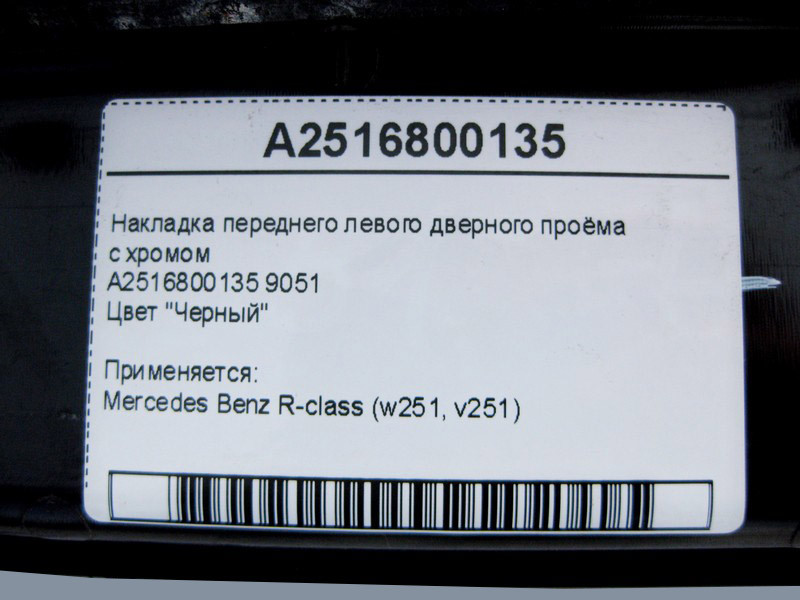 A2516800135
Накладка переднего левого дверного проёма
с хромом
A2516800135 9051
Цвет "Черный"
Применяется:
Mercedes Benz R-class (w251, v251)